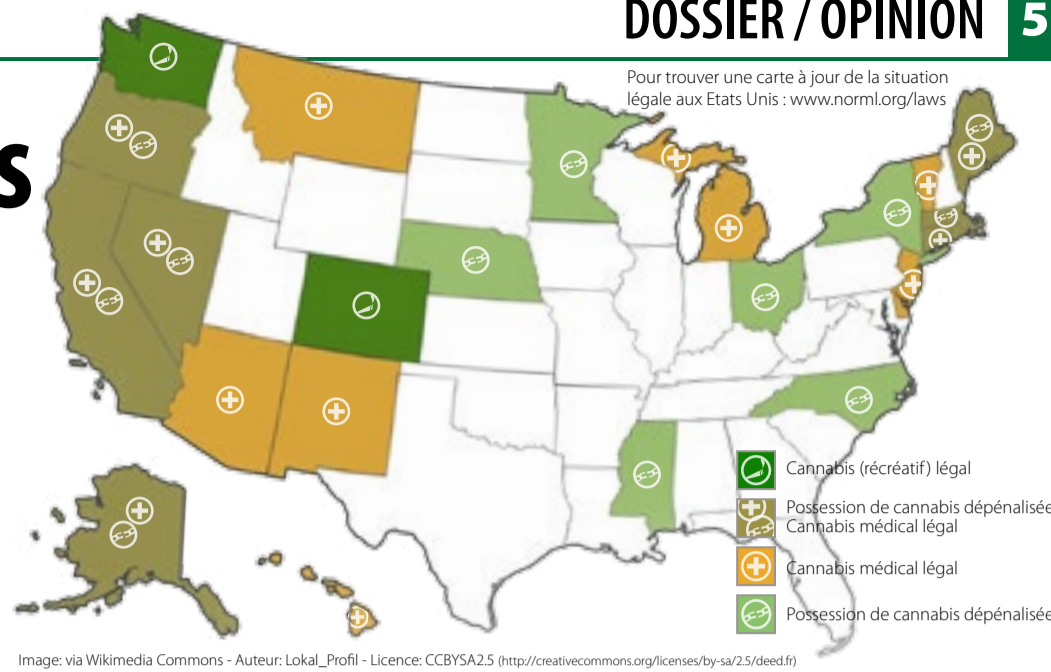 DOSSIER / OPINION 5
Pour trouver une carte à jour de la situation
légale aux Etats Unis : www.norml.org/laws
S
Cannabis (récréatif) légal
Possession de cannabis dépénalisée
Cannabis médical légal
Cannabis médical légal
Possession de cannabis dépénalisée
Image: via Wikimedia Commons - Auteur: Lokal_Profil - Licence: CCBYSA2.5 (http://creativecommons.org/licenses/by-sa/2.5/deed.fr)